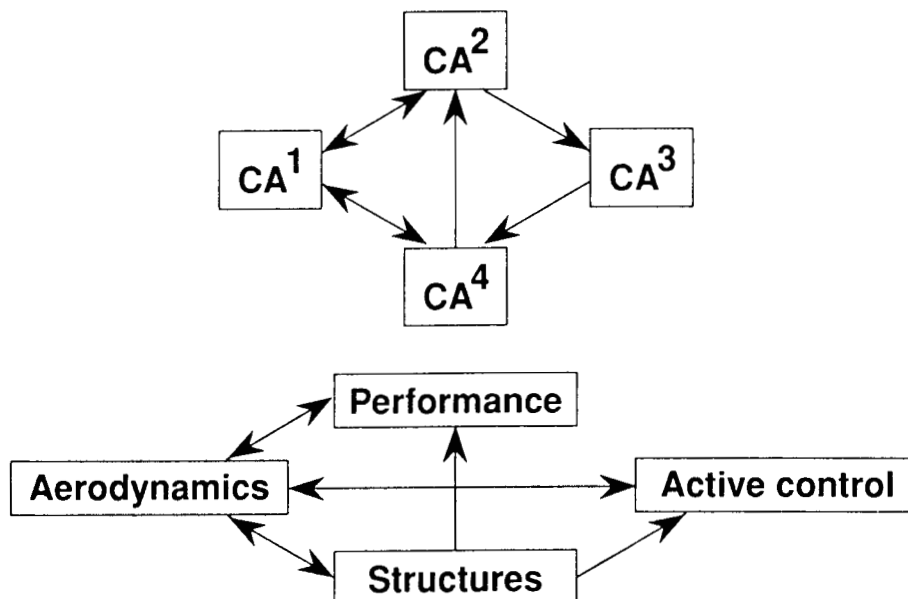 CA²
CA¹
CA³
CA⁴
Performance
Aerodynamics
Active control
Structures